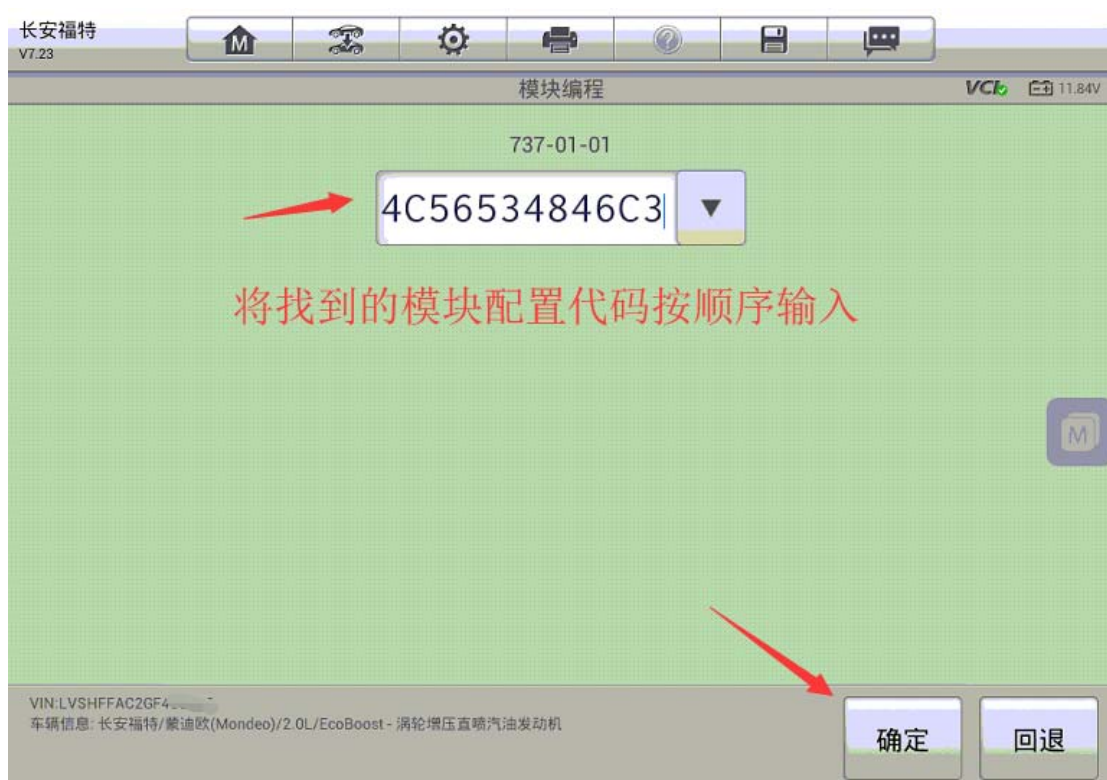 长安福特
V7.23
M
模块编程
VCI
11.84V
737-01-01
4C56534846C3
将找到的模块配置代码按顺序输入
M
VIN:LVSHFFAC2GF4
车辆信息: 长安福特/蒙迪欧(Mondeo)/2.0L/EcoBoost - 涡轮增压直喷汽油发动机
确定
回退